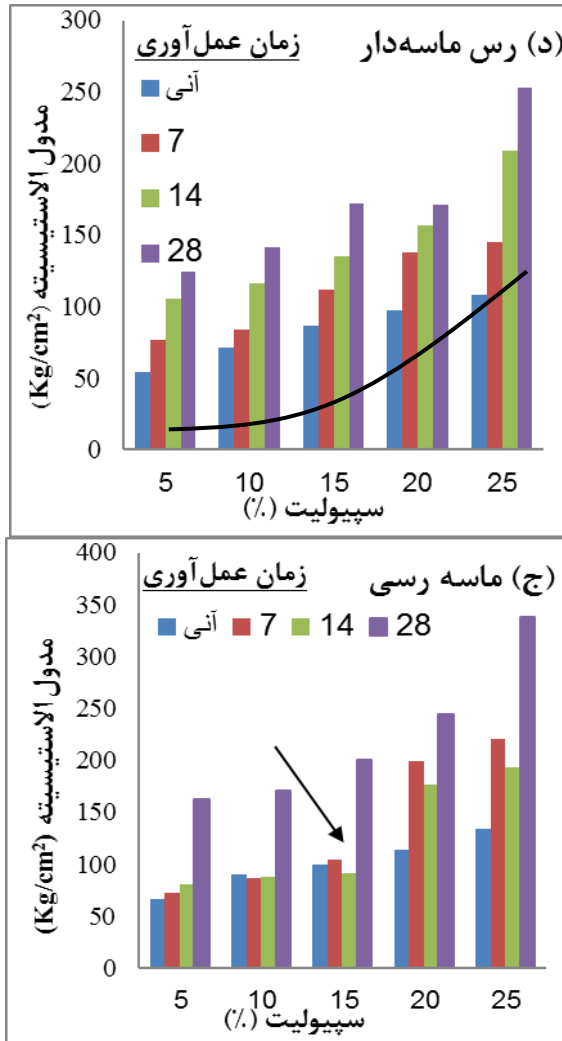 (د) رس ماسه‌دار
زمان عمل‌آوری
آنی
7
14
28
مدول الاستیسیته (Kg/cm²)
300
250
200
150
100
50
0
5 10 15 20 25
سپیولیت (٪)
(ج) ماسه رسی
زمان عمل‌آوری
آنی 7 14 28
مدول الاستیسیته (Kg/cm²)
400
350
300
250
200
150
100
50
0
5 10 15 20 25
سپیولیت (٪)